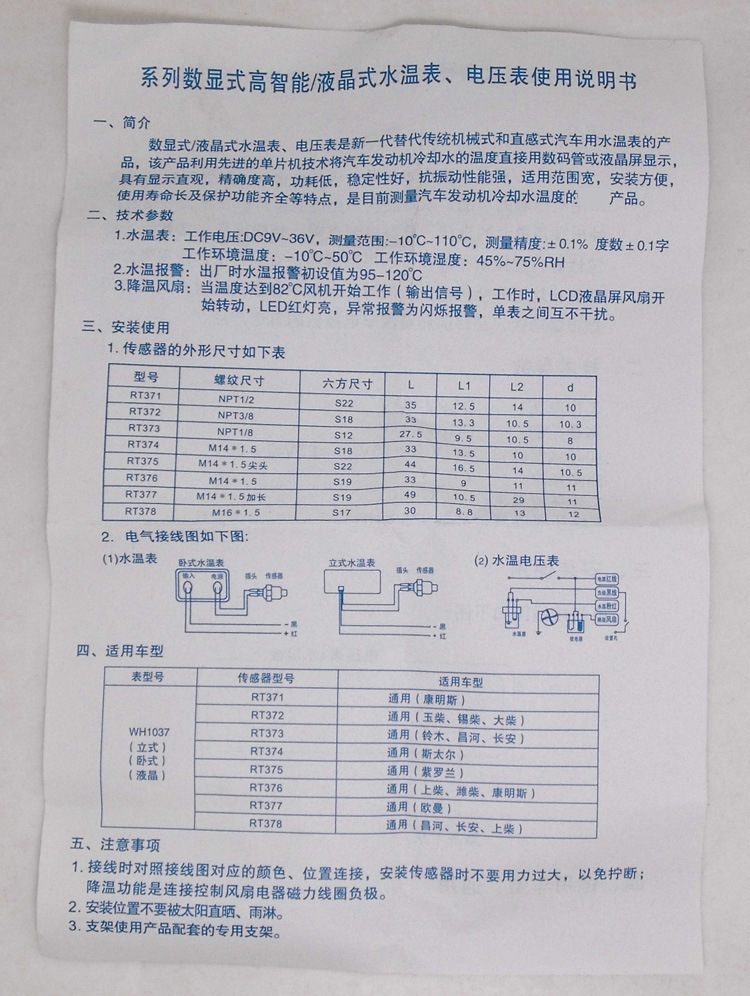 系列数显式高智能/液晶式水温表、电压表使用说明书
一、简介
数显式/液晶式水温表、电压表是新一代替代传统机械式和直感式汽车用水温表的产
品，该产品利用先进的单片机技术将汽车发动机冷却水的温度直接用数码管或液晶屏显示，
具有显示直观，精确度高，功耗低，稳定性好，抗振动性能强，适用范围宽，安装方便，
使用寿命长及保护功能齐全等特点，是目前测量汽车发动机冷却水温度的 产品。
二、技术参数
1.水温表：工作电压:DC9V~36V，测量范围:-10℃~110℃，测量精度:±0.1% 度数±0.1字
工作环境温度：-10℃~50℃ 工作环境湿度：45%~75%RH
2.水温报警：出厂时水温报警初设值为95-120℃
3.降温风扇：当温度达到82℃风机开始工作（输出信号），工作时，LCD液晶屏风扇开
始转动，LED红灯亮，异常报警为闪烁报警，单表之间互不干扰。
三、安装使用
1.传感器的外形尺寸如下表
型号 螺纹尺寸 六方尺寸 L L1 L2 d
RT371 NPT1/2 S22 35 12.5 14 10
RT372 NPT3/8 S18 33 13.3 10.5 10.3
RT373 NPT1/8 S12 27.5 9.5 10.5 8
RT374 M14*1.5 S18 33 13.5 10 10
RT375 M14*1.5尖头 S22 44 16.5 14 10.5
RT376 M14*1.5 S19 33 9 11 11
RT377 M14*1.5加长 S19 49 10.5 29 11
RT378 M16*1.5 S17 30 8.8 13 12
2. 电气接线图如下图:
(1)水温表 卧式水温表 立式水温表 (2) 水温电压表
输入 电源 插头 传感器 插头 传感器
电源红线
负极黑线
水温粉红
- 黑 - 黑
+ 红 + 红
四、适用车型
表型号 传感器型号 适用车型
WH1037
（立式）
（卧式）
（液晶）
RT371 通用（康明斯）
RT372 通用（玉柴、锡柴、大柴）
RT373 通用（铃木、昌河、长安）
RT374 通用（斯太尔）
RT375 通用（紫罗兰）
RT376 通用（上柴、潍柴、康明斯）
RT377 通用（欧曼）
RT378 通用（昌河、长安、上柴）
五、注意事项
1. 接线时对照接线图对应的颜色、位置连接，安装传感器时不要用力过大，以免拧断；
降温功能是连接控制风扇电器磁力线圈负极。
2. 安装位置不要被太阳直晒、雨淋。
3. 支架使用产品配套的专用支架。